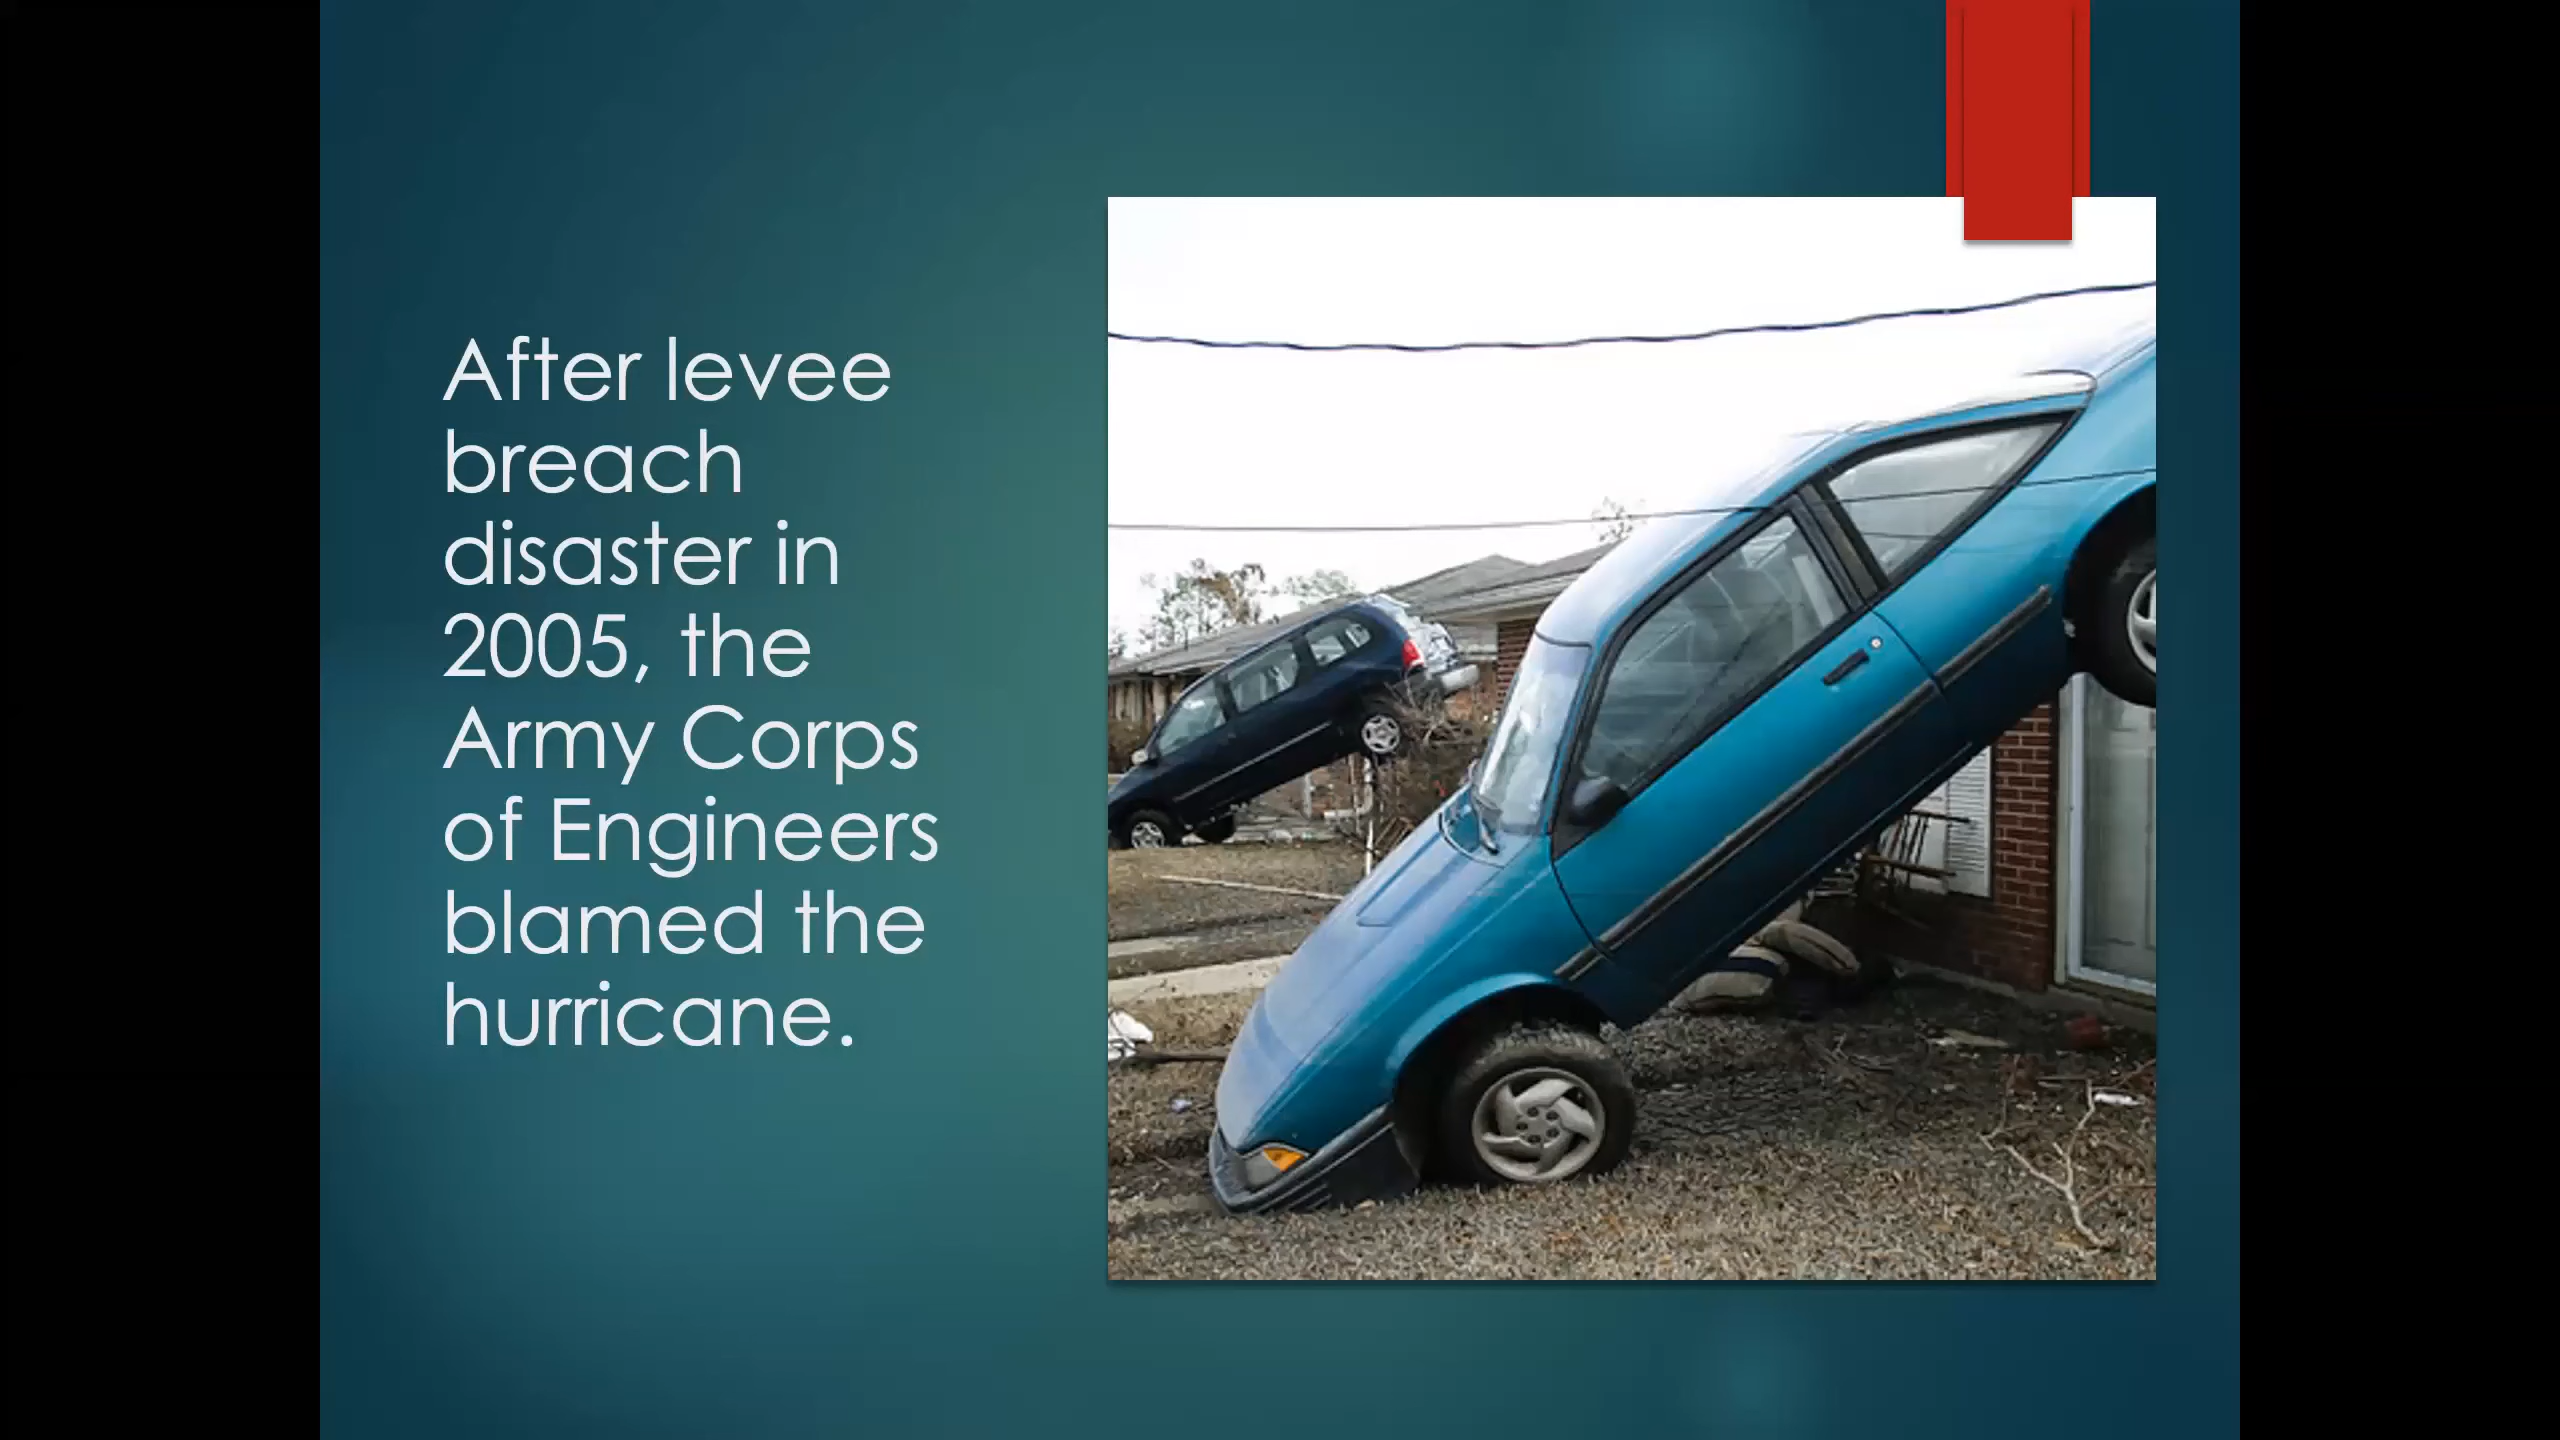 After levee
breach
disaster in
2005, the
Army Corps
of Engineers
blamed the
hurricane.